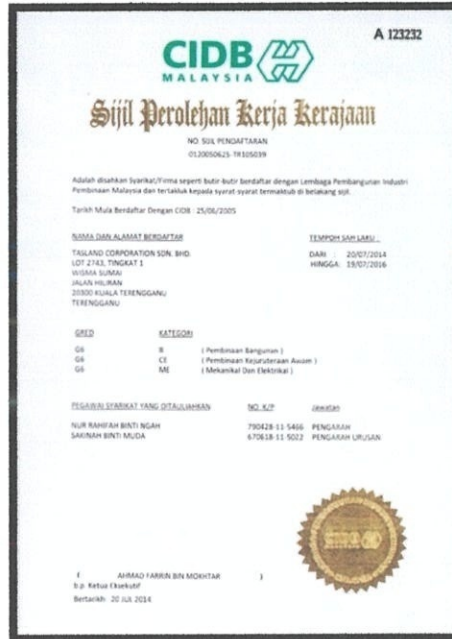 A 123232
CIDB
MALAYSIA
Sijil Perolehan Kerja Kerajaan
NO. SIJIL PENDAFTARAN
0120050625-TR105039
Adalah disahkan Syarikat/Firma seperti butir-butir berdaftar dengan Lembaga Pembangunan Industri
Pembinaan Malaysia dan tertakluk kepada syarat-syarat termaktub di belakang sijil.
Tarikh Mula Berdaftar Dengan CIDB : 25/06/2005
NAMA DAN ALAMAT BERDAFTAR TEMPOH SAH LAKU :
TASLAND CORPORATION SDN. BHD. DARI : 20/07/2014
LOT 2743, TINGKAT 1 HINGGA: 19/07/2016
WISMA SUMAI
JALAN HILIRAN
20300 KUALA TERENGGANU
TERENGGANU
GRED KATEGORI
G6 B ( Pembinaan Bangunan )
G6 CE ( Pembinaan Kejuruteraan Awam )
G6 ME ( Mekanikal Dan Elektrikal )
PEGAWAI SYARIKAT YANG DITAULIAHKAN NO. K/P Jawatan
NUR RAHIFAH BINTI NGAH 790428-11-5466 PENGARAH
SAKINAH BINTI MUDA 670618-11-5022 PENGARAH URUSAN
( AHMAD FARRIN BIN MOKHTAR )
b.p. Ketua Eksekutif
Bertarikh: 20 JUL 2014